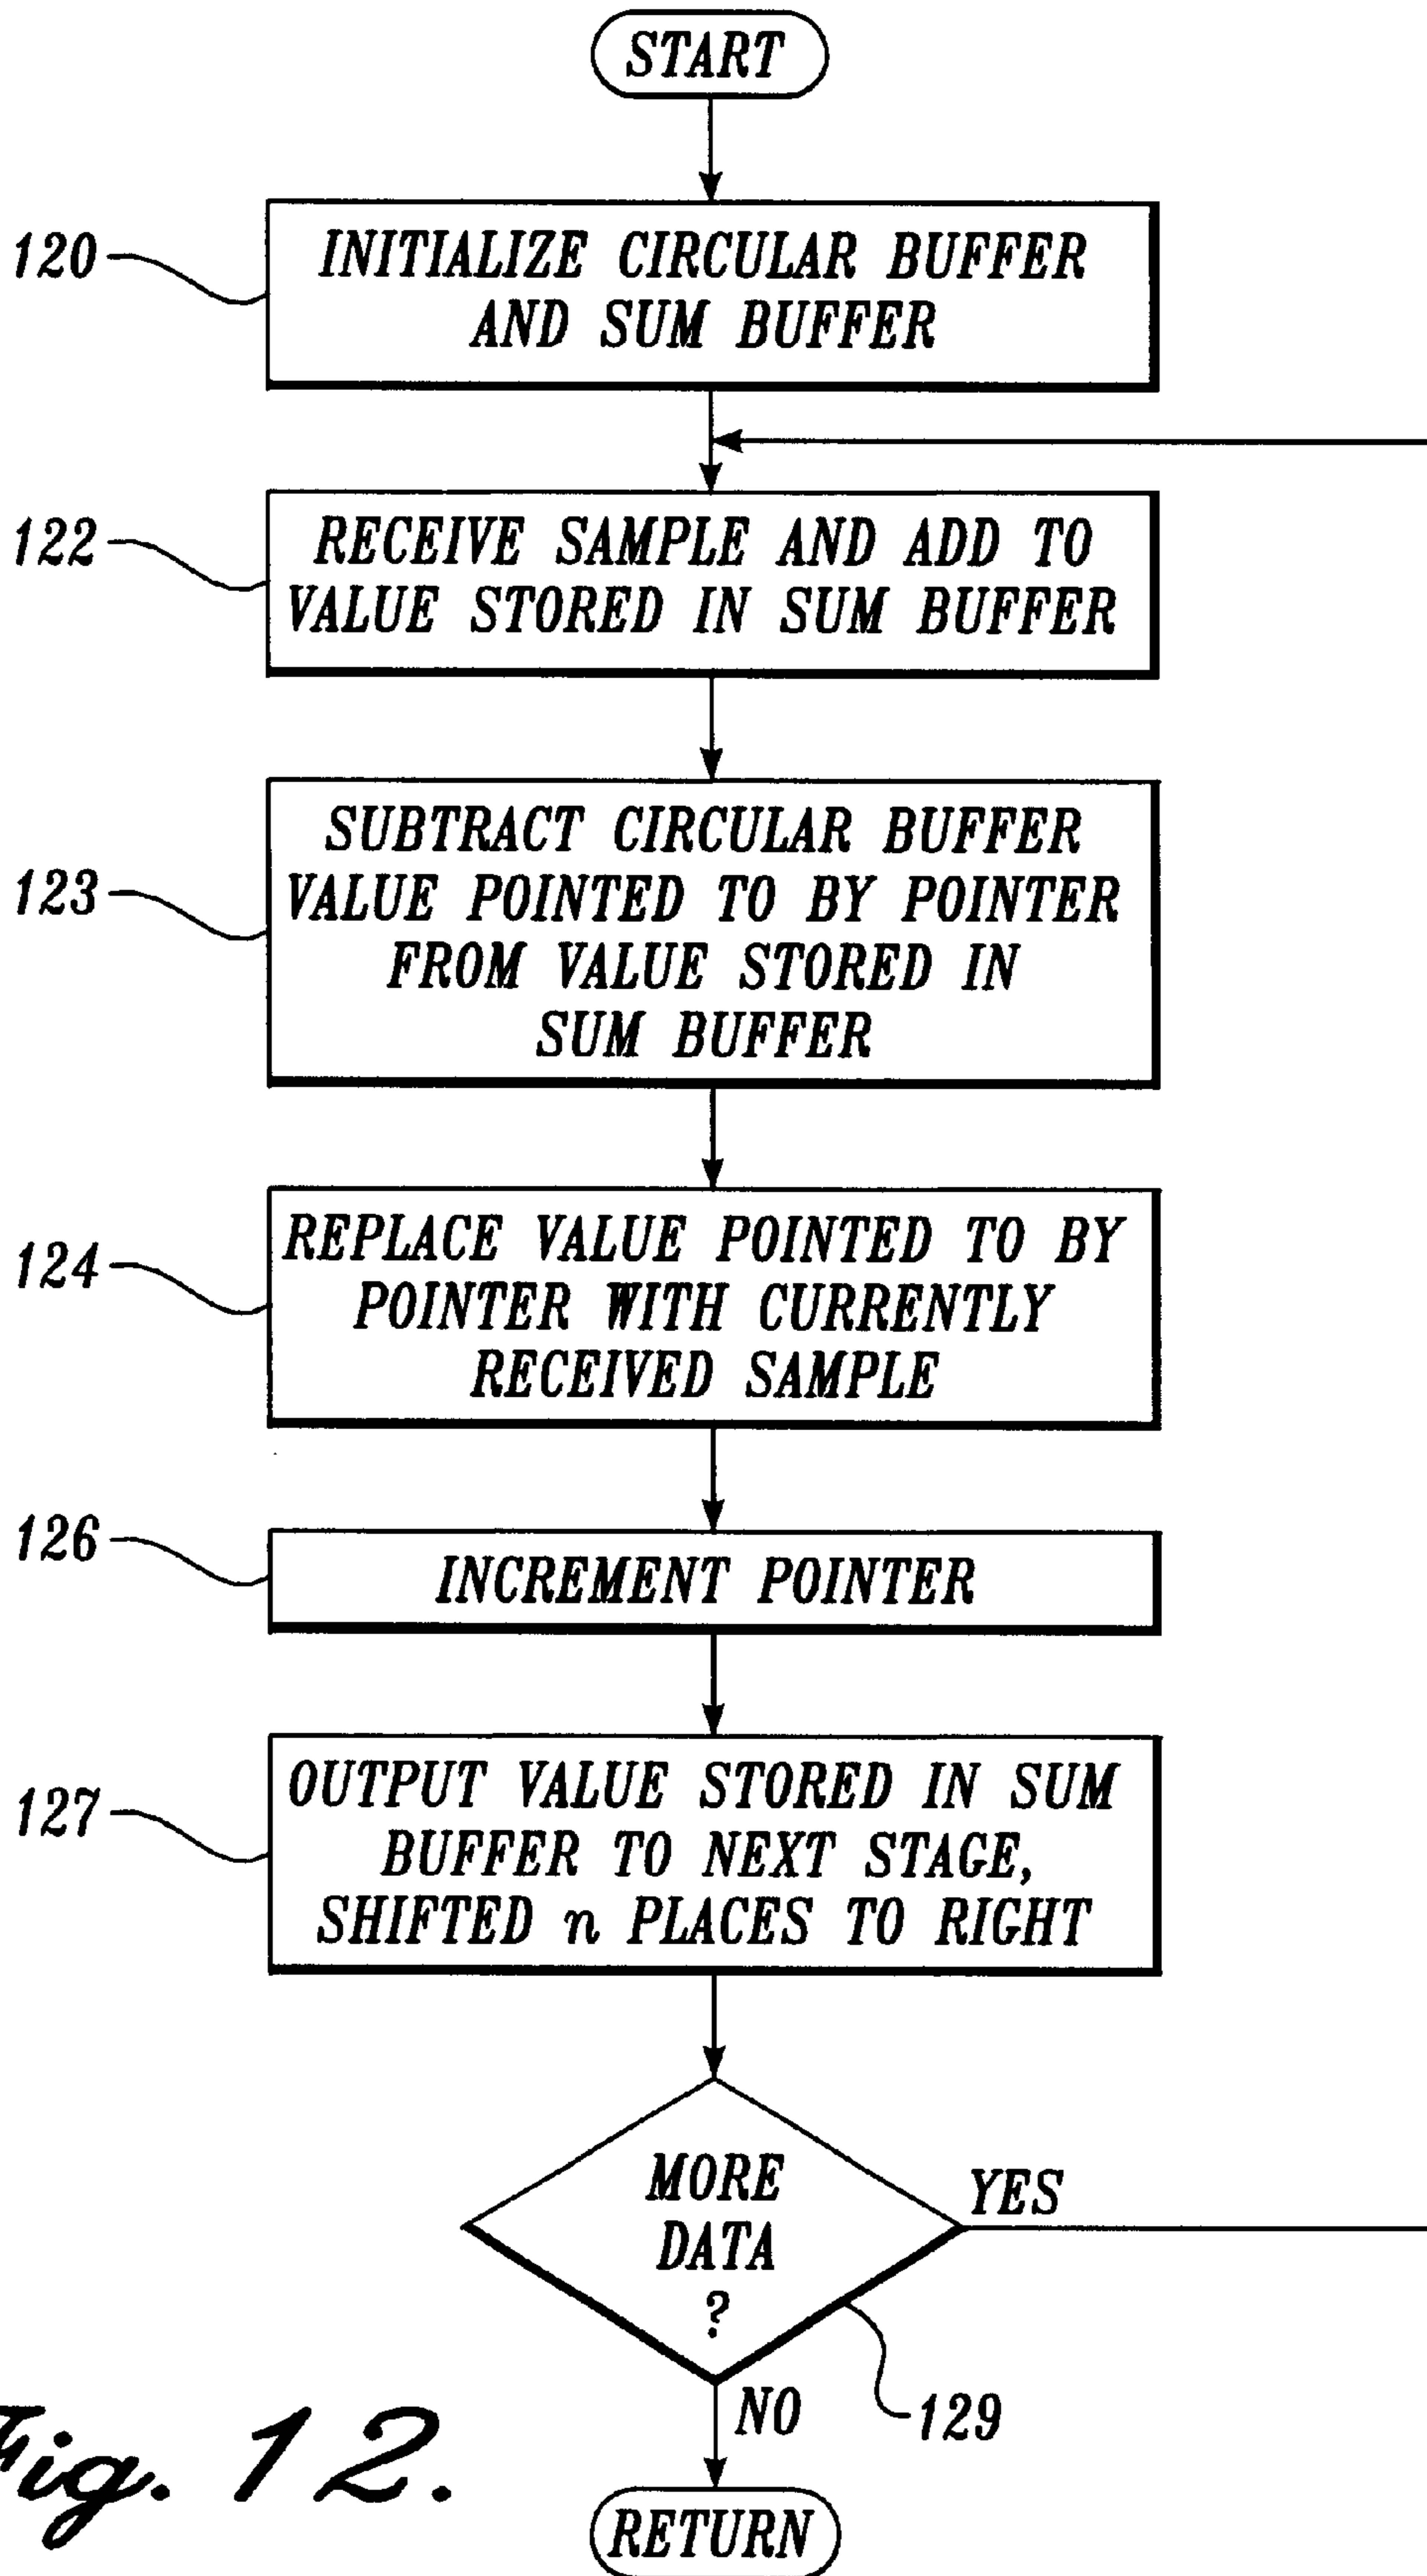 START
120
INITIALIZE CIRCULAR BUFFER
AND SUM BUFFER
122
RECEIVE SAMPLE AND ADD TO
VALUE STORED IN SUM BUFFER
123
SUBTRACT CIRCULAR BUFFER
VALUE POINTED TO BY POINTER
FROM VALUE STORED IN
SUM BUFFER
124
REPLACE VALUE POINTED TO BY
POINTER WITH CURRENTLY
RECEIVED SAMPLE
126
INCREMENT POINTER
127
OUTPUT VALUE STORED IN SUM
BUFFER TO NEXT STAGE,
SHIFTED n PLACES TO RIGHT
MORE
DATA
?
YES
NO
129
Fig. 12.
RETURN